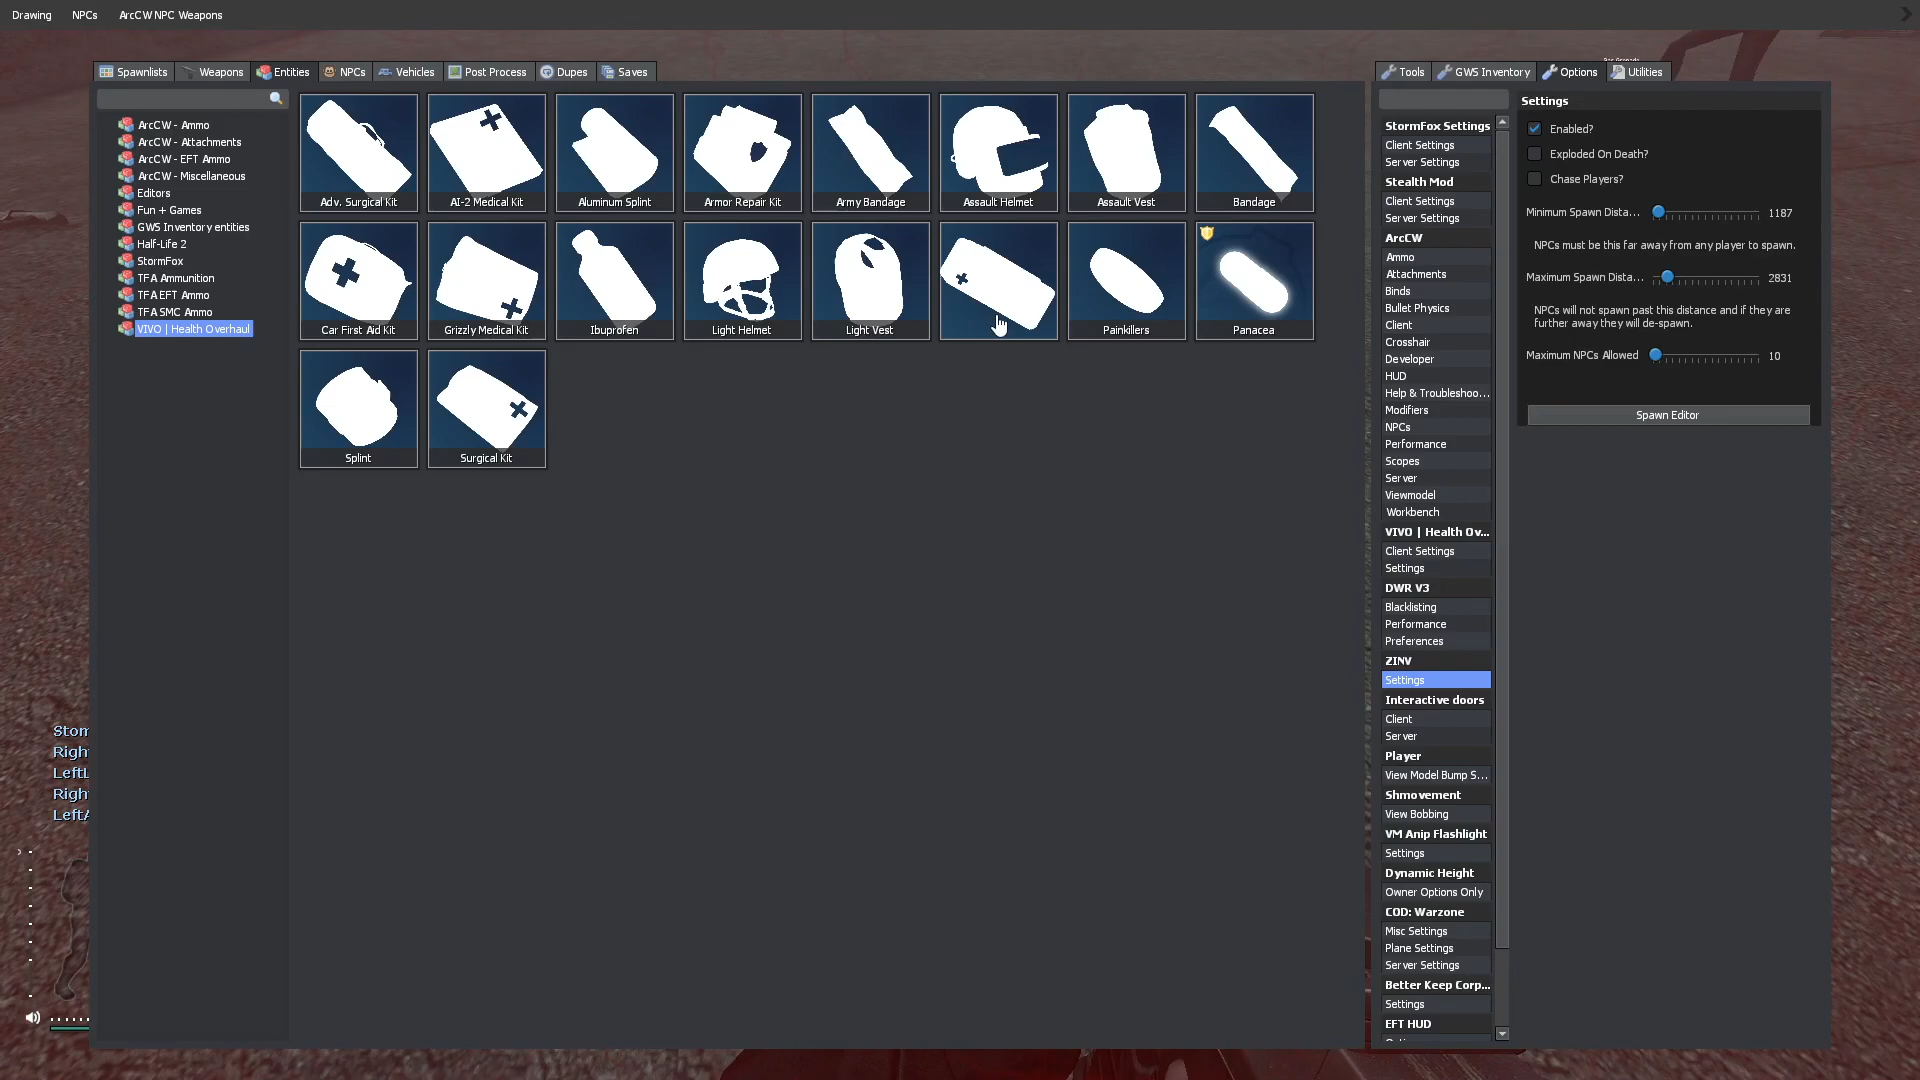 Drawing NPCs ArcCW NPC Weapons
Spawnlists Weapons Entities NPCs Vehicles Post Process Dupes Saves
ArcCW - Ammo
ArcCW - Attachments
ArcCW - EFT Ammo
ArcCW - Miscellaneous
Editors
Fun + Games
GWS Inventory entities
Half-Life 2
StormFox
TFA Ammunition
TFA EFT Ammo
TFA SMC Ammo
VIVO | Health Overhaul
Adv. Surgical Kit AI-2 Medical Kit Aluminum Splint Armor Repair Kit Army Bandage Assault Helmet Assault Vest Bandage
Car First Aid Kit Grizzly Medical Kit Ibuprofen Light Helmet Light Vest Painkillers Panacea
Splint Surgical Kit
Stom
Right
LeftL
Right
LeftA
Tools GWS Inventory Options Utilities
StormFox Settings
Client Settings
Server Settings
Stealth Mod
Client Settings
Server Settings
ArcCW
Ammo
Attachments
Binds
Bullet Physics
Client
Crosshair
Developer
HUD
Help & Troubleshoo...
Modifiers
NPCs
Performance
Scopes
Server
Viewmodel
Workbench
VIVO | Health Ov...
Client Settings
Settings
DWR V3
Blacklisting
Performance
Preferences
ZINV
Settings
Interactive doors
Client
Server
Player
View Model Bump S...
Shmovement
View Bobbing
VM Anip Flashlight
Settings
Dynamic Height
Owner Options Only
COD: Warzone
Misc Settings
Plane Settings
Server Settings
Better Keep Corp...
Settings
EFT HUD
Settings
Enabled?
Exploded On Death?
Chase Players?
Minimum Spawn Dista... 1187
NPCs must be this far away from any player to spawn.
Maximum Spawn Dista... 2831
NPCs will not spawn past this distance and if they are
further away they will de-spawn.
Maximum NPCs Allowed 10
Spawn Editor